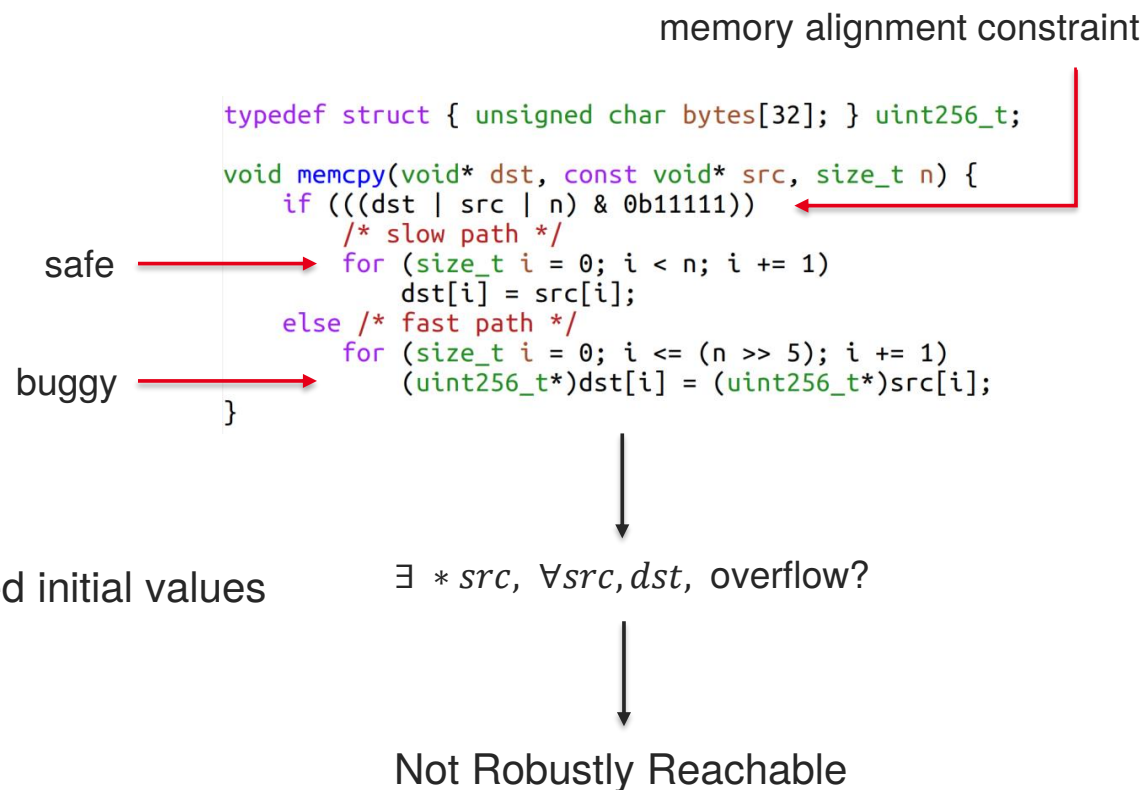 memory alignment constraint
typedef struct { unsigned char bytes[32]; } uint256_t;
void memcpy(void* dst, const void* src, size_t n) {
    if (((dst | src | n) & 0b11111))
        /* slow path */
safe
        for (size_t i = 0; i < n; i += 1)
            dst[i] = src[i];
    else /* fast path */
        for (size_t i = 0; i <= (n >> 5); i += 1)
buggy
            (uint256_t*)dst[i] = (uint256_t*)src[i];
}
d initial values
∃ * src, ∀src, dst, overflow?
Not Robustly Reachable